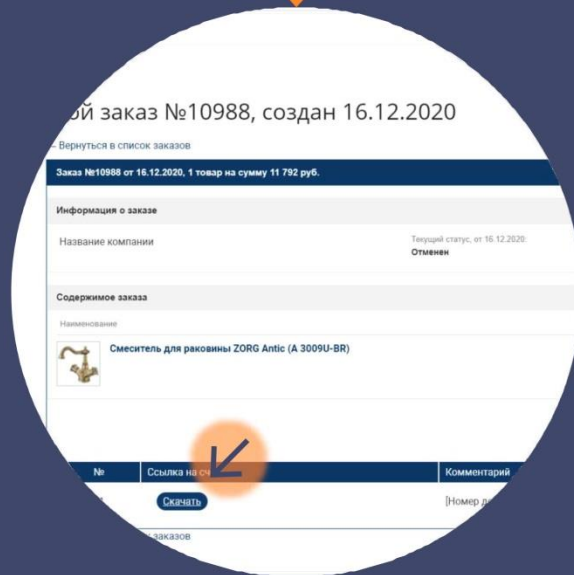 заказ №10988, создан 16.12.2020
Вернуться в список заказов
Заказ №10988 от 16.12.2020, 1 товар на сумму 11 792 руб.
Информация о заказе
Название компании
Текущий статус, от 16.12.2020:
Отменен
Содержимое заказа
Наименование
Смеситель для раковины ZORG Antic (A 3009U-BR)
№ Ссылка на Комментарий
Скачать [Номер
заказов